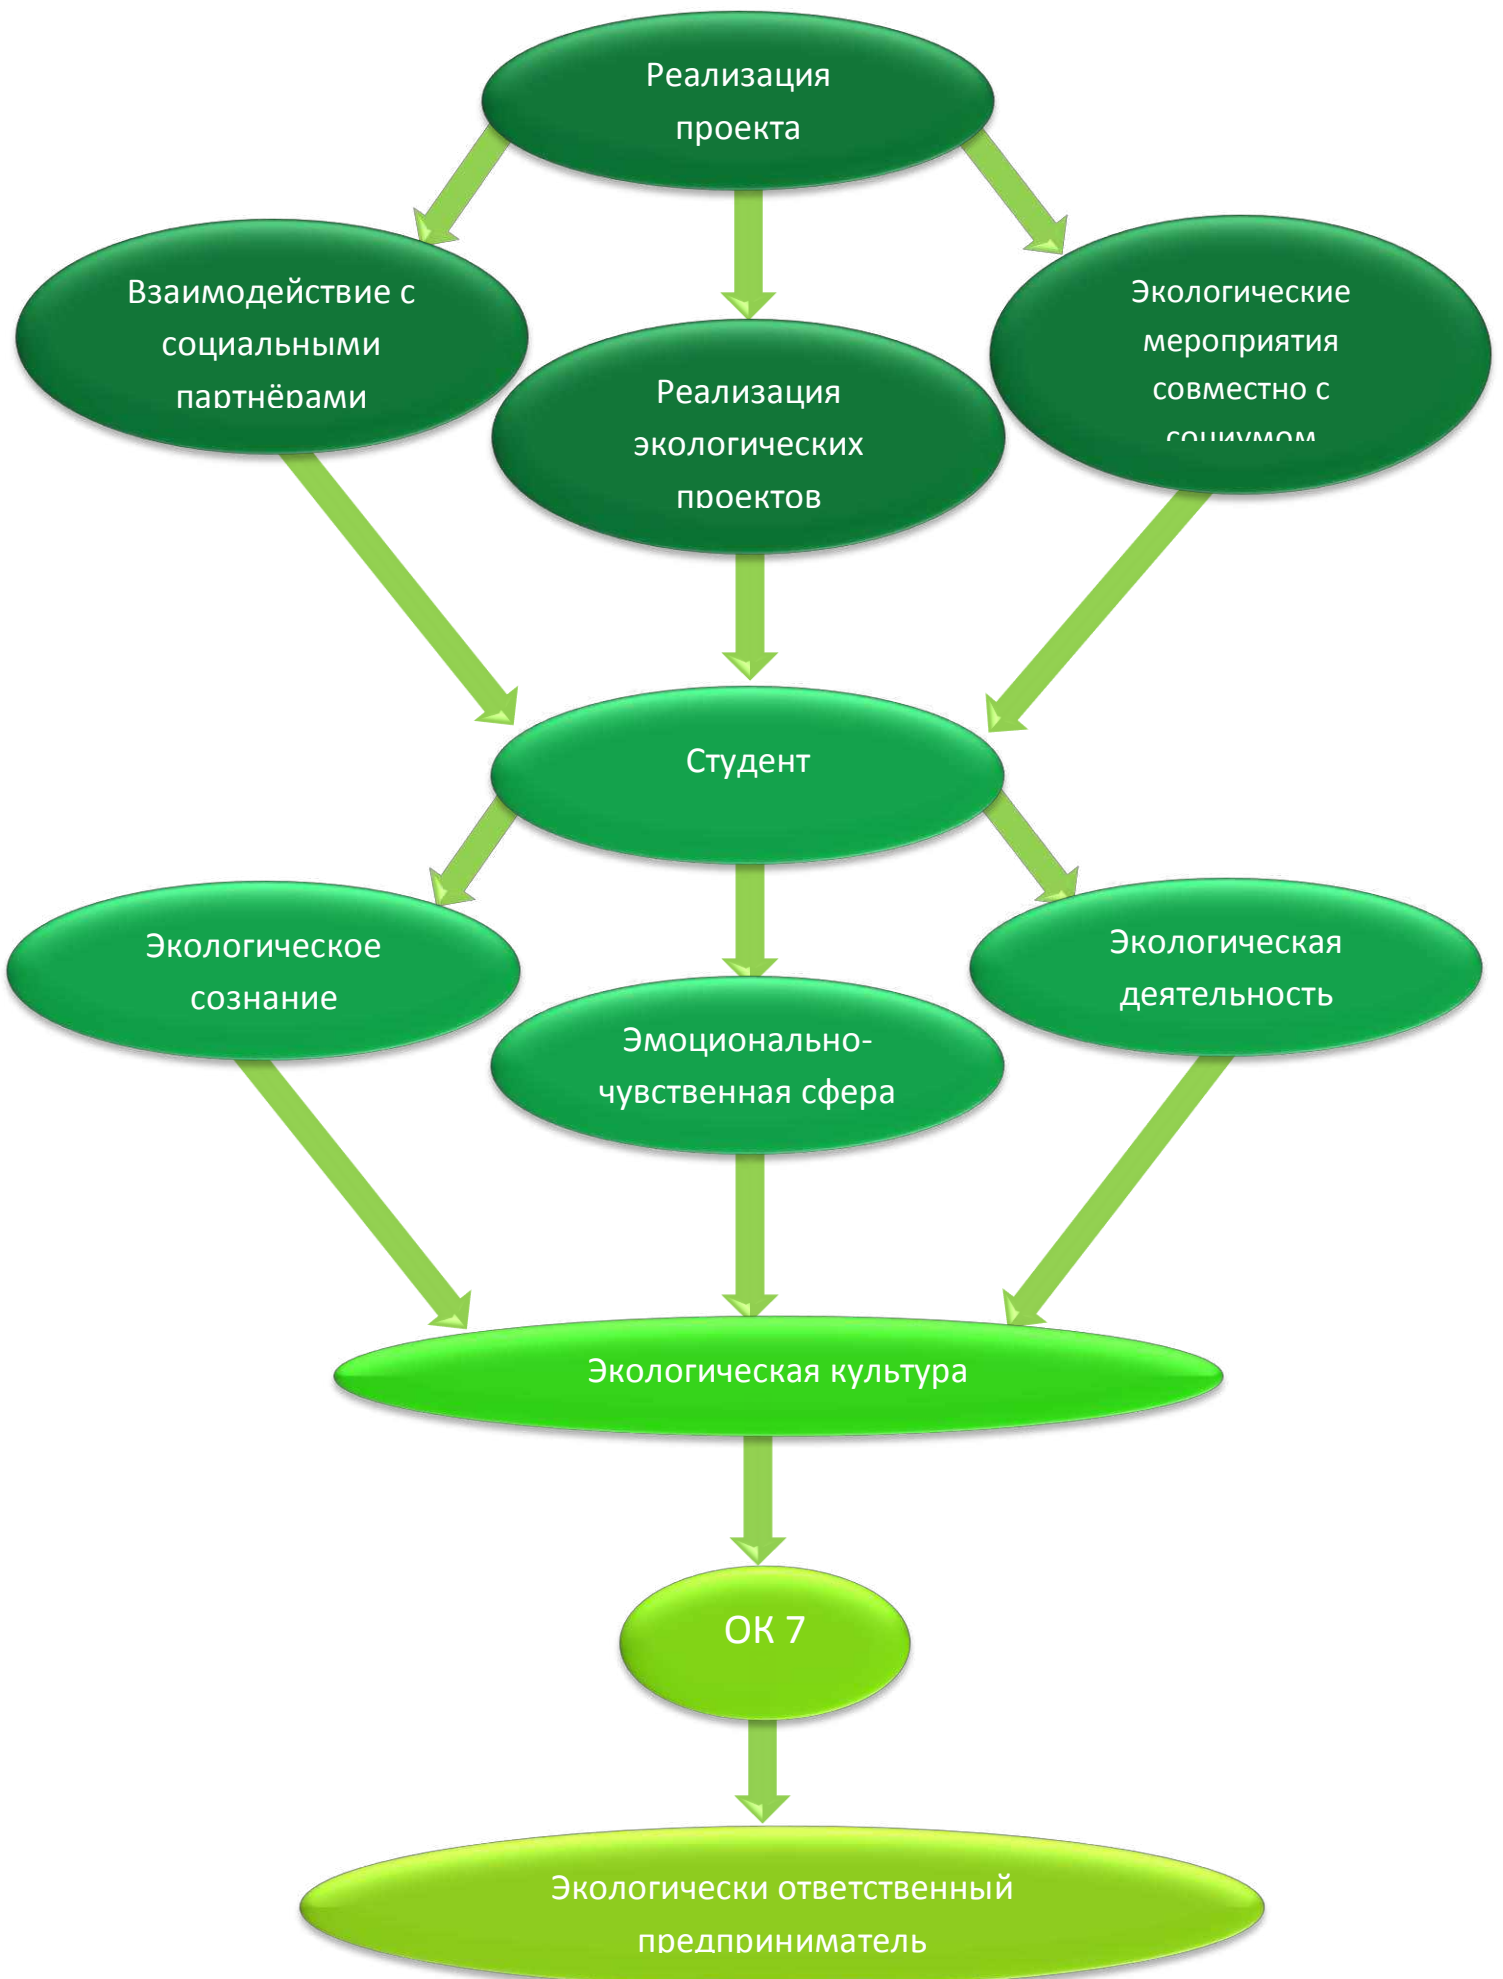 Реализация
проекта
Взаимодействие с
социальными
партнёрами
Реализация
экологических
проектов
Экологические
мероприятия
совместно с
социумом
Студент
Экологическое
сознание
Эмоционально-
чувственная сфера
Экологическая
деятельность
Экологическая культура
ОК 7
Экологически ответственный
предприниматель